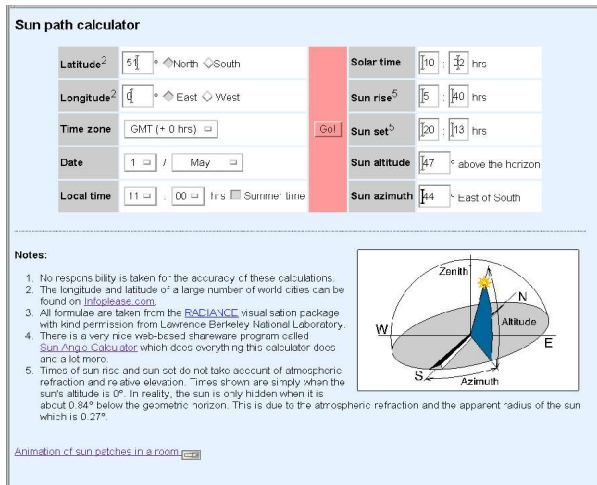 Sun path calculator
Latitude2 51 ° North South
Longitude2 0 ° East West
Time zone GMT (+ 0 hrs)
Date 1 / May
Local time 11 : 00 hrs Summer time
Go!
Solar time 10 : hrs
Sun rise5 5 : 40 hrs
Sun set5 20 : 13 hrs
Sun altitude 47 ° above the horizon
Sun azimuth 44 ° East of South
Notes:
1. No responsibility is taken for the accuracy of these calculations.
2. The longitude and latitude of a large number of world cities can be
found on Infoplease.com.
3. All formulae are taken from the RADIANCE visualisation package
with kind permission from Lawrence Berkeley National Laboratory.
4. There is a very nice web-based shareware program called
Sun Angle Calculator which does everything this calculator does
and a lot more.
5. Times of sun rise and sun set do not take account of atmospheric
refraction and relative elevation. Times shown are simply when the
sun's altitude is 0°. In reality, the sun is only hidden when it is
about 0.84° below the geometric horizon. This is due to the atmospheric refraction and the apparent radius of the sun
which is 0.27°.
Zenith
N
Altitude
W
E
S
Azimuth
Animation of sun patches in a room